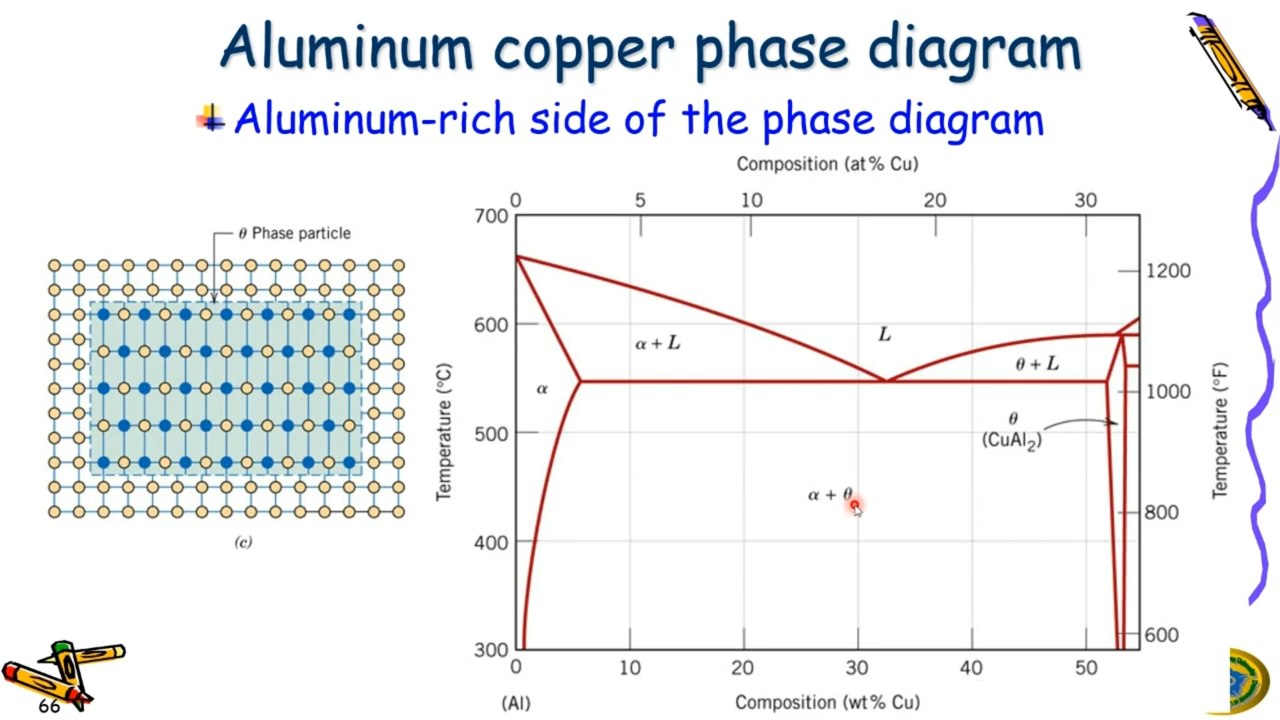 Aluminum copper phase diagram
Aluminum-rich side of the phase diagram
θ Phase particle
(c)
66
Composition (at% Cu)
0 5 10 20 30
700
600
500
400
300
Temperature (°C)
1200
1000
800
600
Temperature (°F)
L
α + L
θ + L
α
θ
(CuAl₂)
α + θ
0 10 20 30 40 50
(Al)
Composition (wt% Cu)